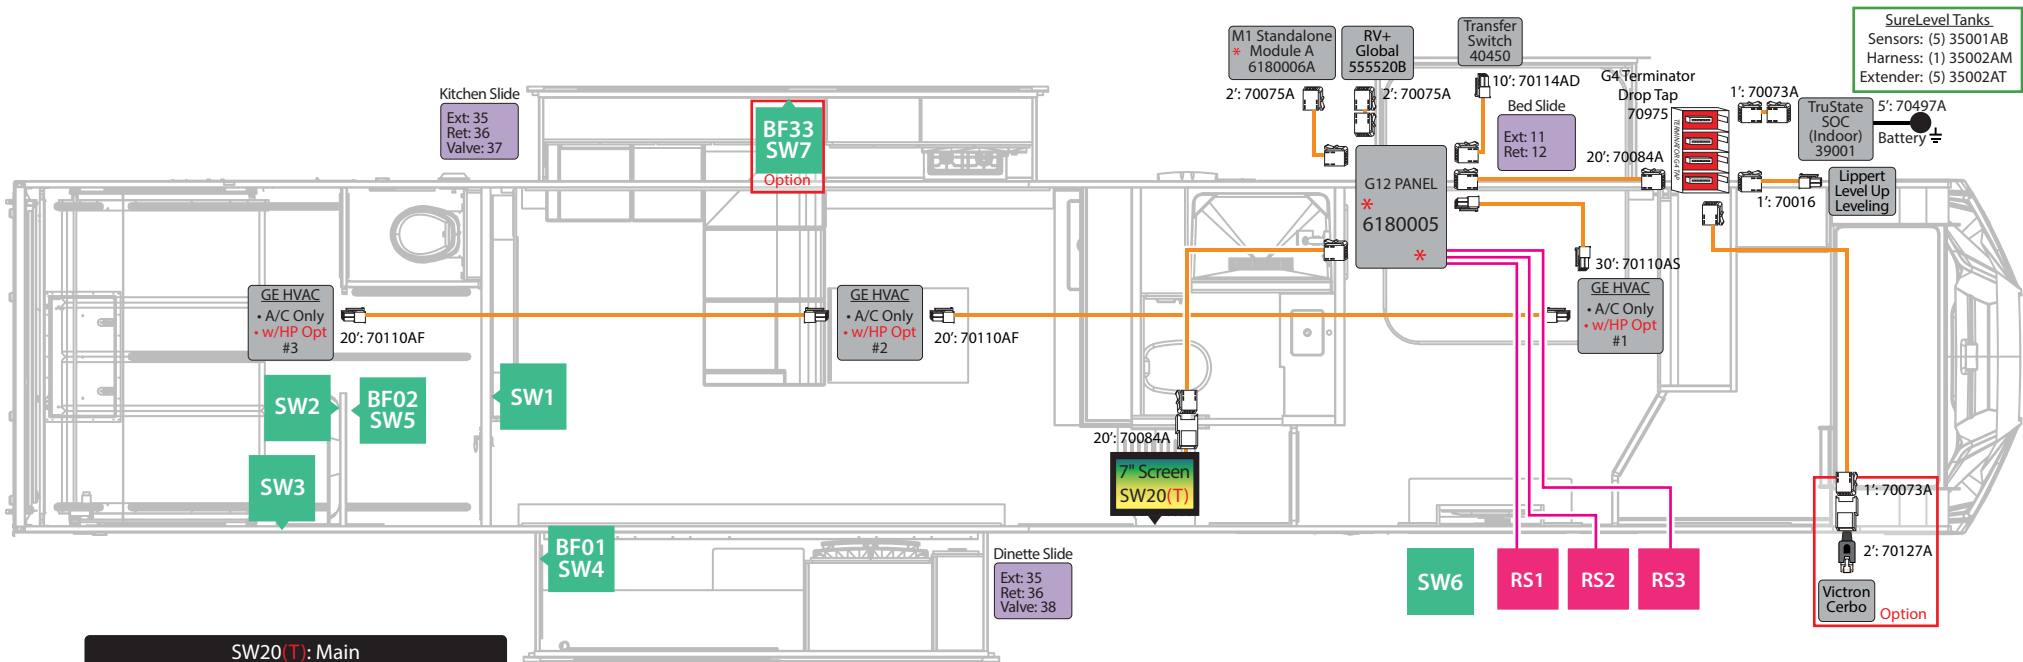 SureLevel Tanks
Sensors: (5) 35001AB
Harness: (1) 35002AM
Extender: (5) 35002AT
M1 Standalone
* Module A
6180006A
RV+
Global
555520B
Transfer
Switch
40450
2': 70075A
2': 70075A
10': 70114AD
G4 Terminator
Drop Tap
70975
TERMINATOR G4 TAP
1': 70073A
TruState
SOC
(Indoor)
39001
5': 70497A
Battery
Kitchen Slide
Ext: 35
Ret: 36
Valve: 37
BF33
SW7
Option
Bed Slide
Ext: 11
Ret: 12
20': 70084A
1': 70016
Lippert
Level Up
Leveling
G12 PANEL
*
6180005
*
30': 70110AS
GE HVAC
• A/C Only
• w/HP Opt
#3
20': 70110AF
GE HVAC
• A/C Only
• w/HP Opt
#2
20': 70110AF
GE HVAC
• A/C Only
• w/HP Opt
#1
SW2
BF02
SW5
SW1
SW3
20': 70084A
7" Screen
SW20(T)
BF01
SW4
Dinette Slide
Ext: 35
Ret: 36
Valve: 38
SW6
RS1
RS2
RS3
1': 70073A
2': 70127A
Victron
Cerbo
Option
SW20(T): Main